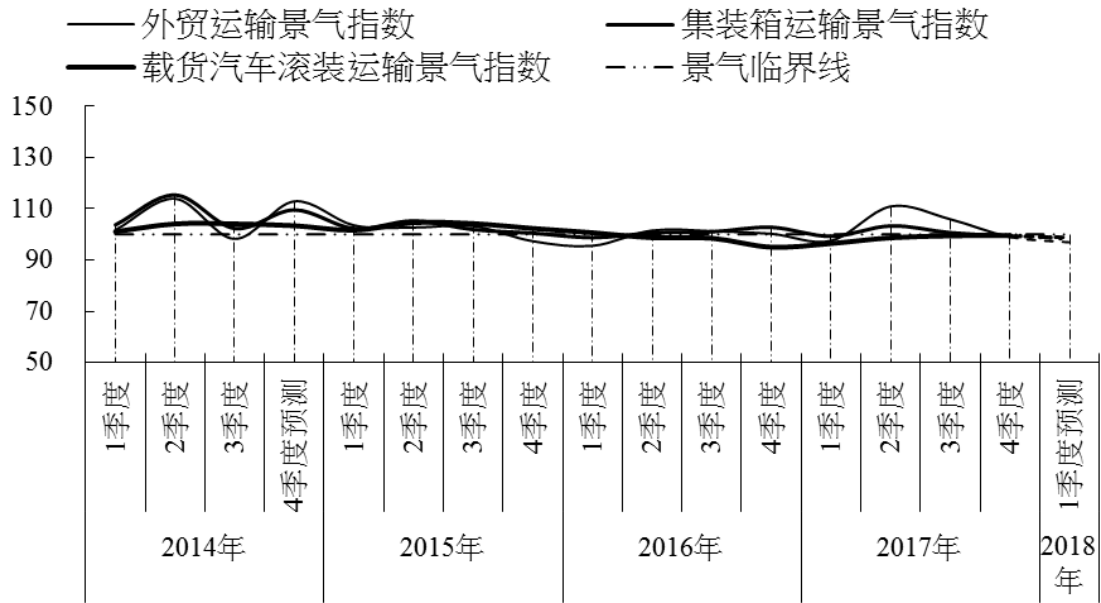 外贸运输景气指数 集装箱运输景气指数
载货汽车滚装运输景气指数 景气临界线
150
130
110
90
70
50
1季度
2季度
3季度
4季度预测
1季度
2季度
3季度
4季度
1季度
2季度
3季度
4季度
1季度
2季度
3季度
4季度
1季度预测
2014年
2015年
2016年
2017年
2018
年